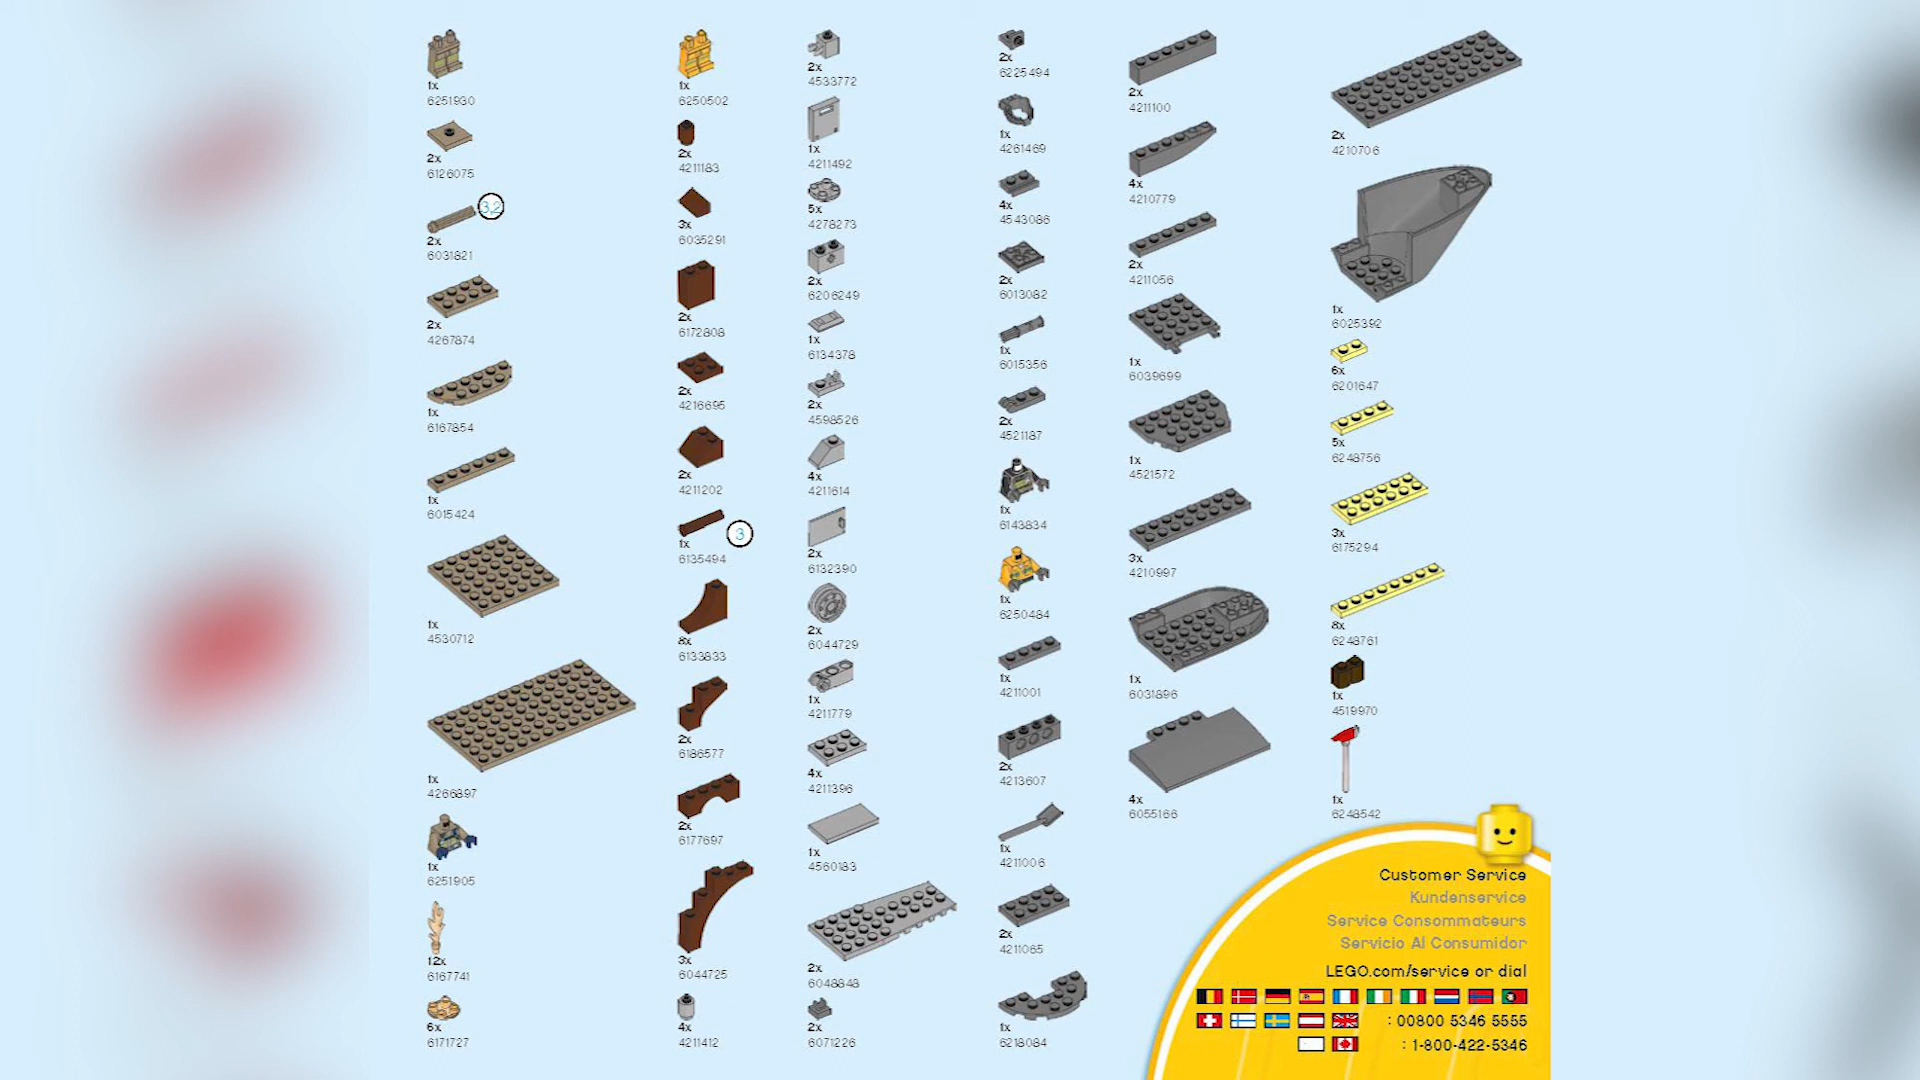 1x
6251930
2x
6126075
3,2
2x
6031821
2x
4267874
1x
6167854
1x
6015424
1x
4530712
1x
4266897
1x
6251905
12x
6167741
6x
6171727
1x
6250502
2x
4211183
3x
6035291
2x
6172808
2x
4216695
2x
4211202
3
1x
6135494
8x
6133833
2x
6186577
2x
6177697
3x
6044725
4x
4211412
2x
4533772
1x
4211492
5x
4278273
2x
6206249
1x
6134378
2x
4598526
4x
4211614
2x
6132390
2x
6044729
1x
4211779
4x
4211396
1x
4560183
2x
6048848
2x
6071226
2x
6225494
1x
4261469
4x
4543086
2x
6013082
1x
6015356
2x
4521187
1x
6143834
1x
6250484
1x
4211001
2x
4213607
1x
4211006
2x
4211065
1x
6218084
2x
4211100
4x
4210779
2x
4211056
1x
6039699
1x
4521572
3x
4210997
1x
6031896
4x
6055166
2x
4210706
1x
6025392
6x
6201647
5x
6248756
3x
6175294
8x
6248761
1x
4519970
1x
6248542
Customer Service
Kundenservice
Service Consommateurs
Servicio Al Consumidor
LEGO.com/service or dial
: 00800 5346 5555
: 1-800-422-5346